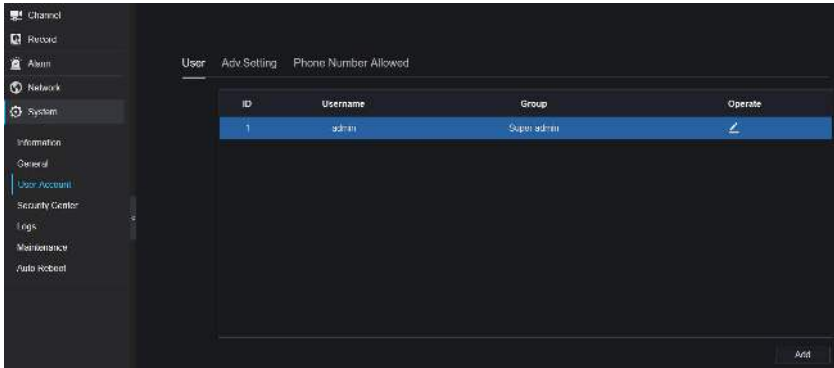 Channel
Record
Alarm
Network
System
Information
General
User Account
Security Center
Logs
Maintenance
Auto Reboot
User Adv.Setting Phone Number Allowed
ID Username Group Operate
1 admin Super admin
Add